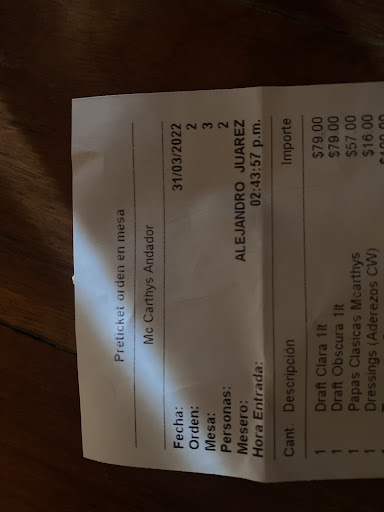 Preticket orden en mesa
Mc Carthys Andador
Fecha: 31/03/2022
Orden: 2
Mesa: 3
Personas: 2
Mesero: ALEJANDRO JUAREZ
Hora Entrada: 02:43:57 p.m.
Cant. Descripción Importe
1 Draft Clara 1lt $79.00
1 Draft Obscura 1lt $79.00
1 Papas Clasicas Mcarthys $57.00
1 Dressings (Aderezos CW) $16.00